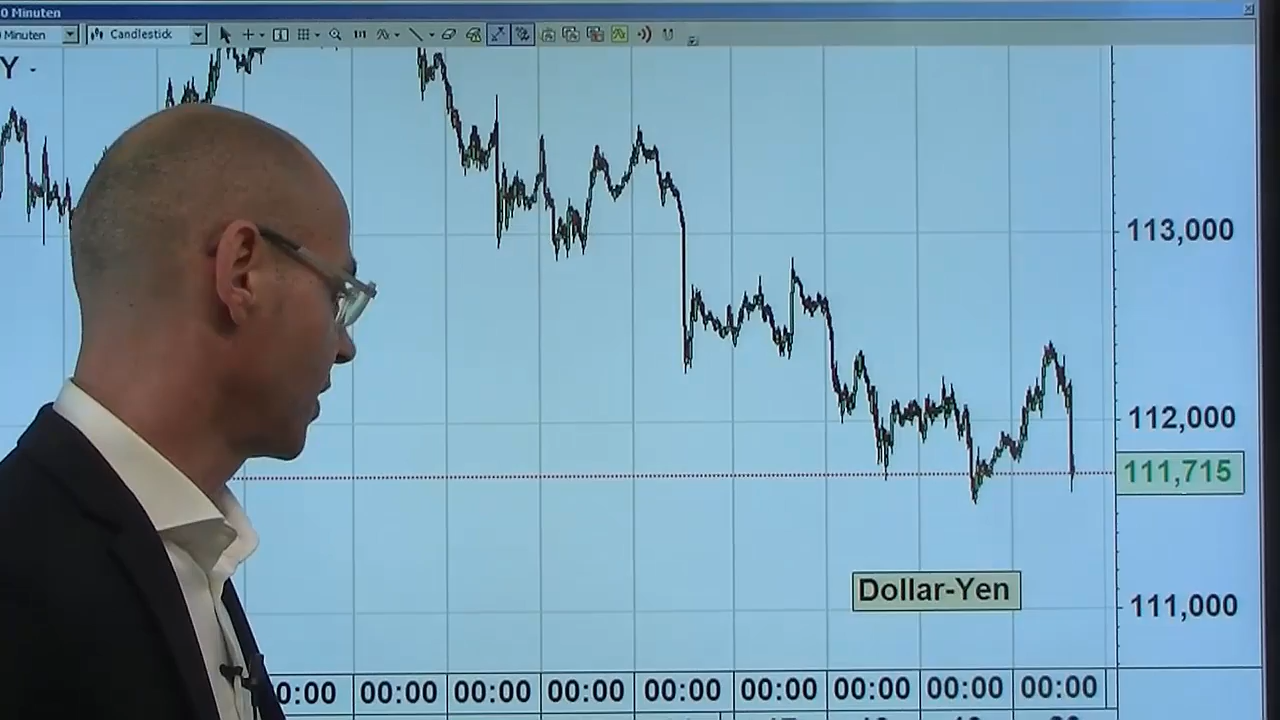 0 Minuten
Minuten Candlestick
Y -
113,000
112,000
111,715
Dollar-Yen
111,000
0:00 00:00 00:00 00:00 00:00 00:00 00:00 00:00 00:00